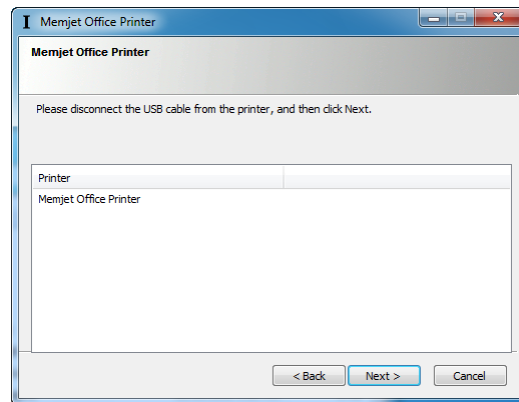 Memjet Office Printer
Memjet Office Printer
Please disconnect the USB cable from the printer, and then click Next.
Printer
Memjet Office Printer
< Back Next > Cancel